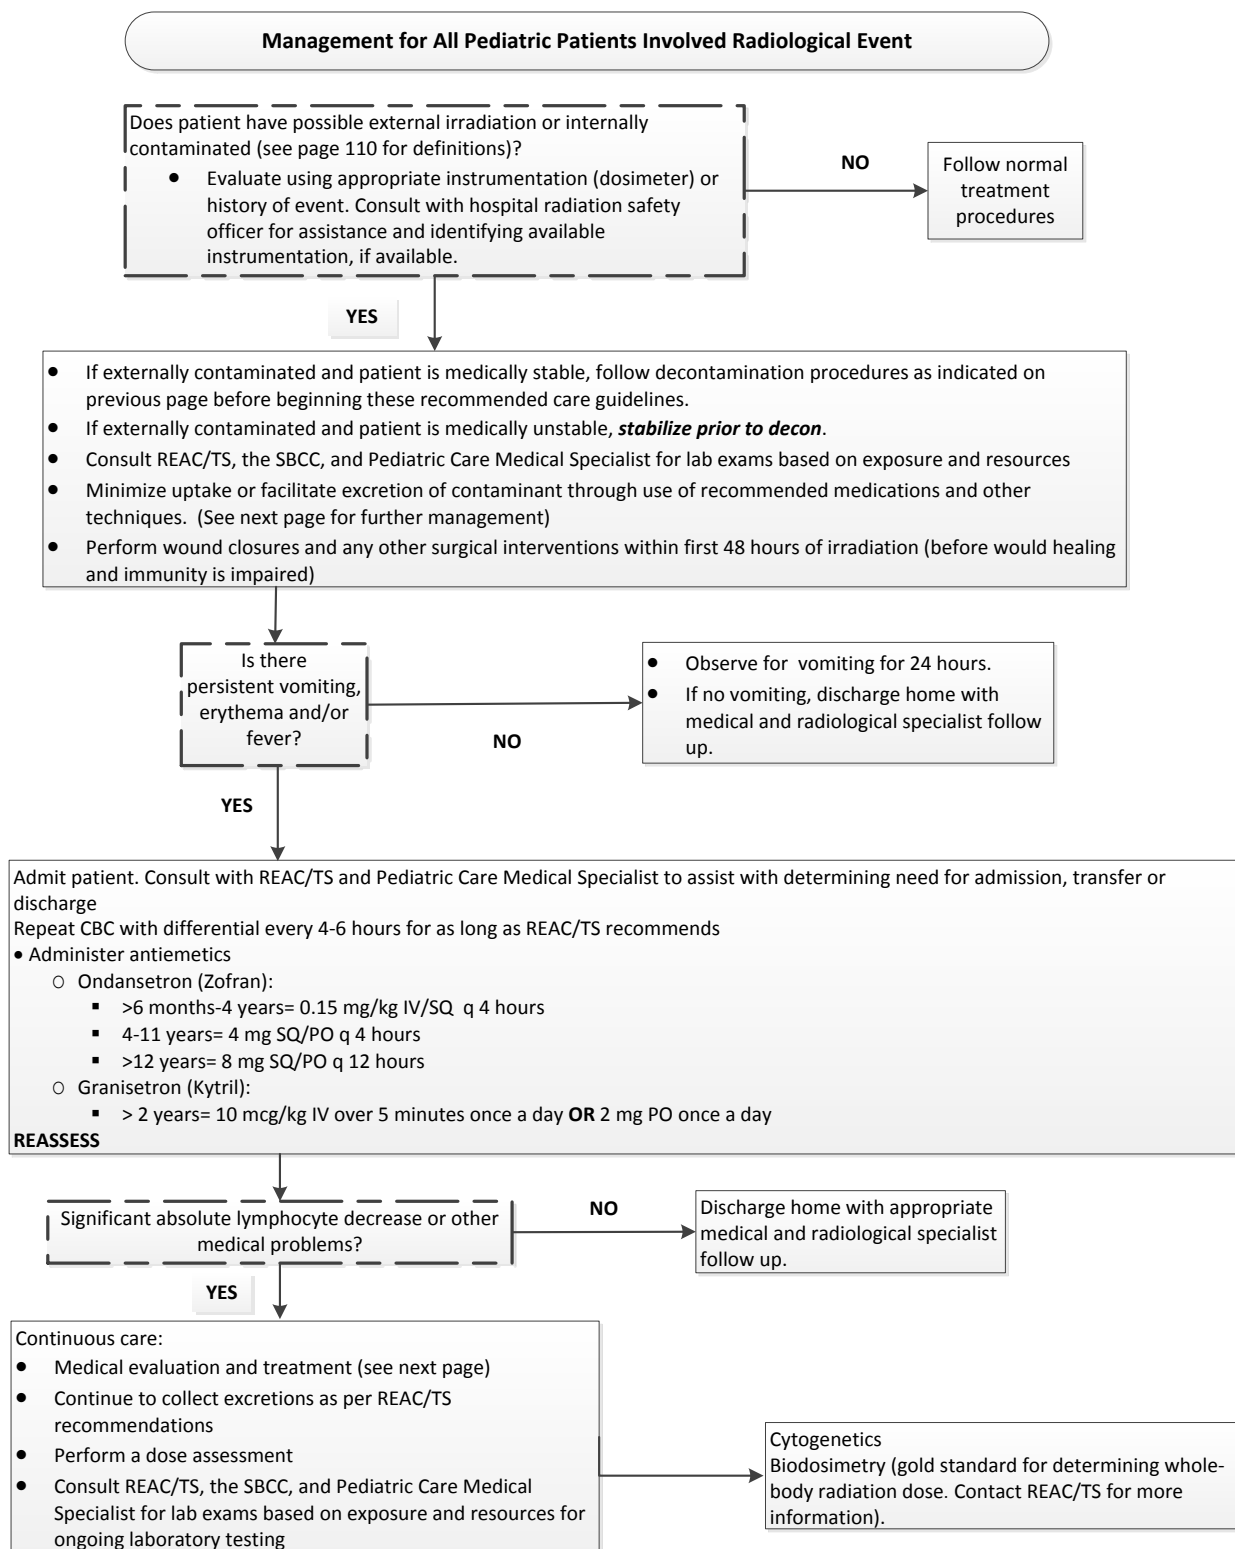 Management for All Pediatric Patients Involved Radiological Event
Does patient have possible external irradiation or internally
contaminated (see page 110 for definitions)?
● Evaluate using appropriate instrumentation (dosimeter) or
history of event. Consult with hospital radiation safety
officer for assistance and identifying available
instrumentation, if available.
NO
Follow normal
treatment
procedures
YES
● If externally contaminated and patient is medically stable, follow decontamination procedures as indicated on
previous page before beginning these recommended care guidelines.
● If externally contaminated and patient is medically unstable, stabilize prior to decon.
● Consult REAC/TS, the SBCC, and Pediatric Care Medical Specialist for lab exams based on exposure and resources
● Minimize uptake or facilitate excretion of contaminant through use of recommended medications and other
techniques. (See next page for further management)
● Perform wound closures and any other surgical interventions within first 48 hours of irradiation (before would healing
and immunity is impaired)
Is there
persistent vomiting,
erythema and/or
fever?
NO
● Observe for vomiting for 24 hours.
● If no vomiting, discharge home with
medical and radiological specialist follow
up.
YES
Admit patient. Consult with REAC/TS and Pediatric Care Medical Specialist to assist with determining need for admission, transfer or
discharge
Repeat CBC with differential every 4-6 hours for as long as REAC/TS recommends
● Administer antiemetics
○ Ondansetron (Zofran):
▪ >6 months-4 years= 0.15 mg/kg IV/SQ q 4 hours
▪ 4-11 years= 4 mg SQ/PO q 4 hours
▪ >12 years= 8 mg SQ/PO q 12 hours
○ Granisetron (Kytril):
▪ > 2 years= 10 mcg/kg IV over 5 minutes once a day OR 2 mg PO once a day
REASSESS
Significant absolute lymphocyte decrease or other
medical problems?
NO
Discharge home with appropriate
medical and radiological specialist
follow up.
YES
Continuous care:
● Medical evaluation and treatment (see next page)
● Continue to collect excretions as per REAC/TS
recommendations
● Perform a dose assessment
● Consult REAC/TS, the SBCC, and Pediatric Care Medical
Specialist for lab exams based on exposure and resources for
ongoing laboratory testing
Cytogenetics
Biodosimetry (gold standard for determining whole-
body radiation dose. Contact REAC/TS for more
information).